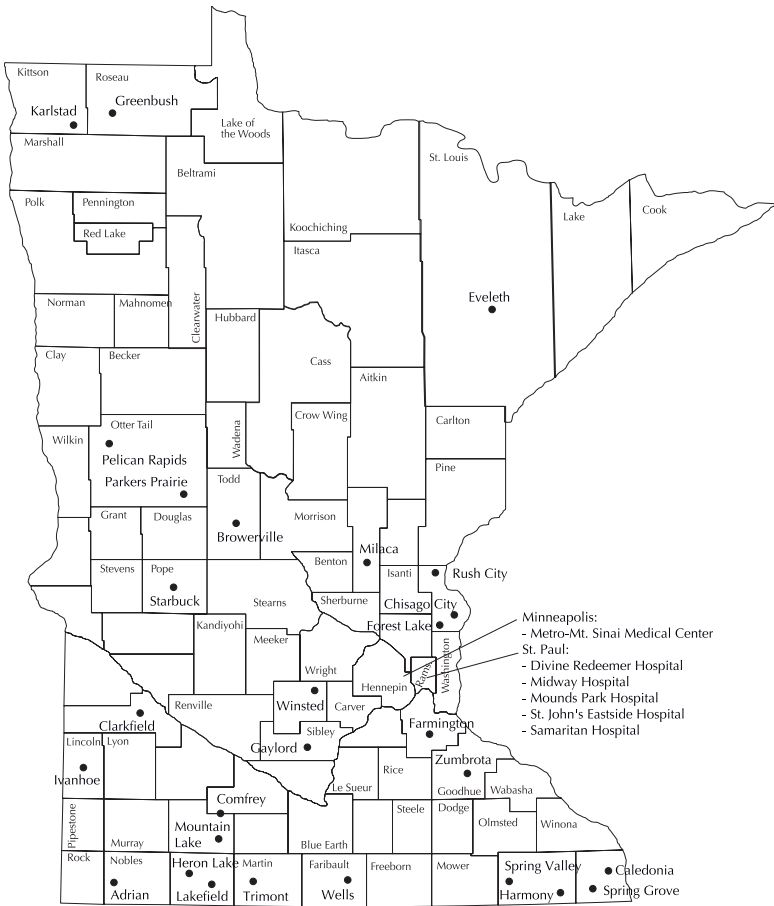 Kittson
Roseau
Karlstad
Greenbush
Lake of
the Woods
Marshall
St. Louis
Beltrami
Polk
Pennington
Lake
Cook
Red Lake
Koochiching
Itasca
Norman
Mahnomen
Clearwater
Hubbard
Eveleth
Clay
Becker
Cass
Aitkin
Otter Tail
Crow Wing
Carlton
Wilkin
Wadena
Pelican Rapids
Parkers Prairie
Todd
Pine
Grant
Douglas
Morrison
Browerville
Milaca
Stevens
Pope
Benton
Isanti
Rush City
Starbuck
Stearns
Sherburne
Chisago City
Kandiyohi
Forest Lake
Minneapolis:
- Metro-Mt. Sinai Medical Center
St. Paul:
- Divine Redeemer Hospital
- Midway Hospital
- Mounds Park Hospital
- St. John's Eastside Hospital
- Samaritan Hospital
Meeker
Wright
Hennepin
Rams
Washington
Renville
Winsted
Carver
Clarkfield
Sibley
Farmington
Lincoln
Lyon
Gaylord
Ivanhoe
Rice
Zumbrota
Le Sueur
Goodhue
Wabasha
Comfrey
Pipestone
Steele
Dodge
Olmsted
Winona
Mountain
Lake
Murray
Blue Earth
Rock
Nobles
Heron Lake
Martin
Faribault
Freeborn
Mower
Spring Valley
Caledonia
Adrian
Lakefield
Trimont
Wells
Harmony
Spring Grove